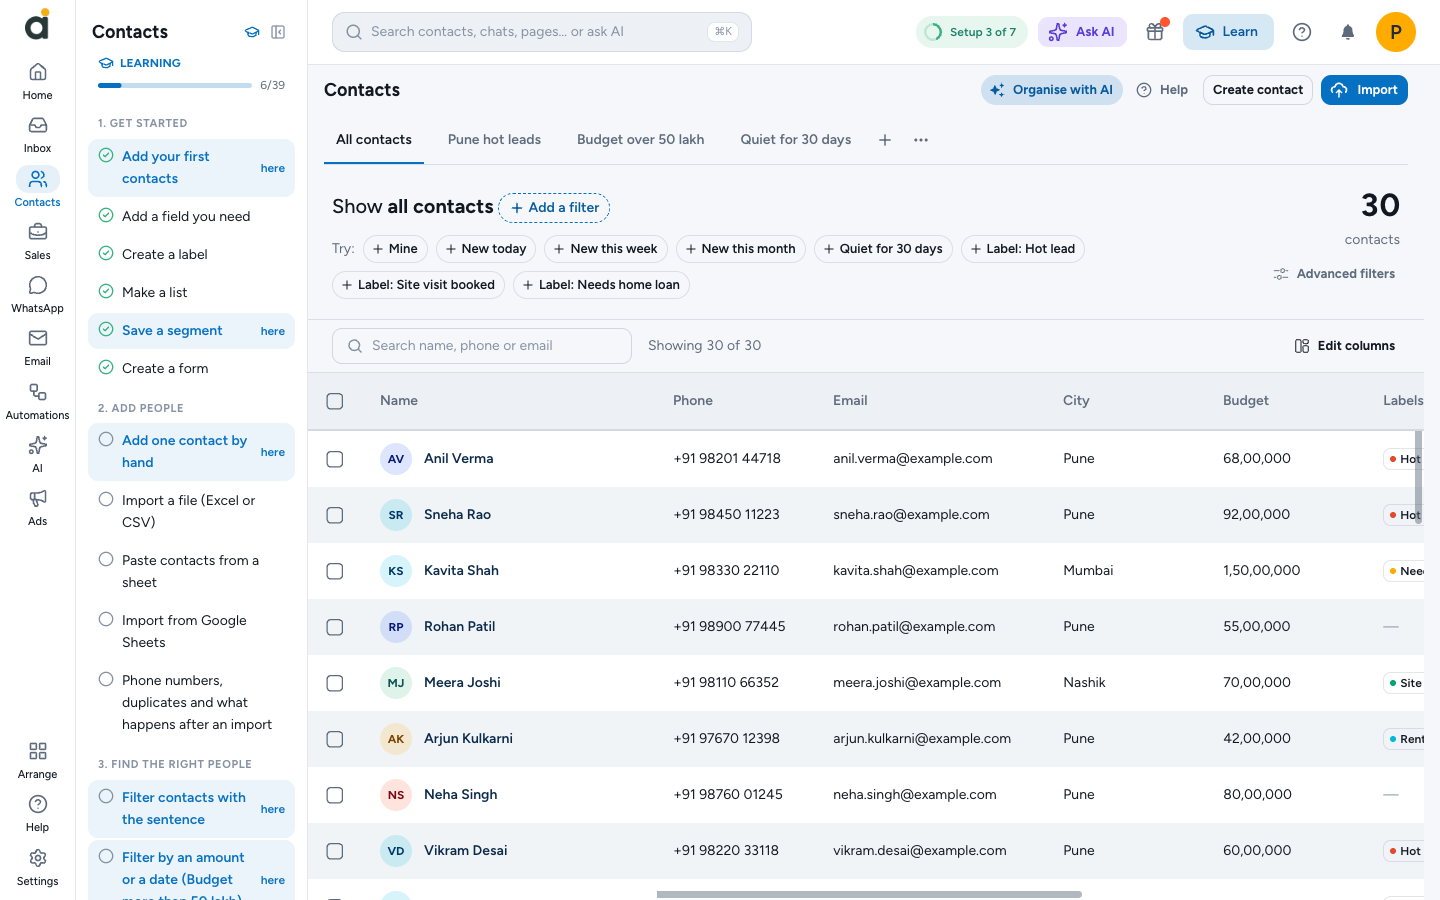 Contacts
LEARNING
6/39
1. GET STARTED
Add your first
contacts
here
Add a field you need
Create a label
Make a list
Save a segment
here
Create a form
2. ADD PEOPLE
Add one contact by
hand
here
Import a file (Excel or
CSV)
Paste contacts from a
sheet
Import from Google
Sheets
Phone numbers,
duplicates and what
happens after an import
3. FIND THE RIGHT PEOPLE
Filter contacts with
the sentence
here
Filter by an amount
or a date (Budget
here
more than 50 lakh)
Home
Inbox
Contacts
Sales
WhatsApp
Email
Automations
AI
Ads
Arrange
Help
Settings
Search contacts, chats, pages... or ask AI
⌘K
Setup 3 of 7
Ask AI
Learn
P
Contacts
Organise with AI
Help
Create contact
Import
All contacts
Pune hot leads
Budget over 50 lakh
Quiet for 30 days
Show all contacts
Add a filter
30
contacts
Try:
Mine
New today
New this week
New this month
Quiet for 30 days
Label: Hot lead
Label: Site visit booked
Label: Needs home loan
Advanced filters
Search name, phone or email
Showing 30 of 30
Edit columns
Name Phone Email City Budget Labels
AV Anil Verma +91 98201 44718 anil.verma@example.com Pune 68,00,000 Hot
SR Sneha Rao +91 98450 11223 sneha.rao@example.com Pune 92,00,000 Hot
KS Kavita Shah +91 98330 22110 kavita.shah@example.com Mumbai 1,50,00,000
RP Rohan Patil +91 98900 77445 rohan.patil@example.com Pune 55,00,000 —
MJ Meera Joshi +91 98110 66352 meera.joshi@example.com Nashik 70,00,000 Site
AK Arjun Kulkarni +91 97670 12398 arjun.kulkarni@example.com Pune 42,00,000 Rent
NS Neha Singh +91 98760 01245 neha.singh@example.com Pune 80,00,000 —
VD Vikram Desai +91 98220 33118 vikram.desai@example.com Pune 60,00,000 Hot